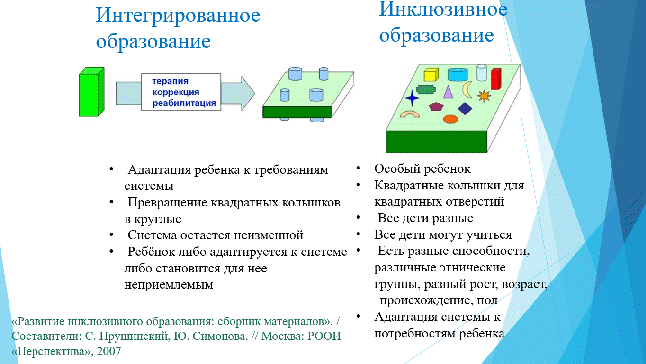 Интегрированное
образование
терапия
коррекция
реабилитация
• Адаптация ребенка к требованиям
системы
• Превращение квадратных колышков
в круглые
• Система остается неизменной
• Ребёнок либо адаптируется к системе
либо становится для нее
неприемлемым
Инклюзивное
образование
• Особый ребенок
• Квадратные колышки для
квадратных отверстий
• Все дети разные
• Все дети могут учиться
• Есть разные способности,
различные этнические
группы, разный рост, возраст,
происхождение, пол
• Адаптация системы к
потребностям ребенка
«Развитие инклюзивного образования: сборник материалов». /
Составители: С. Прушинский, Ю. Симонова. // Москва: РООИ
«Перспектива», 2007